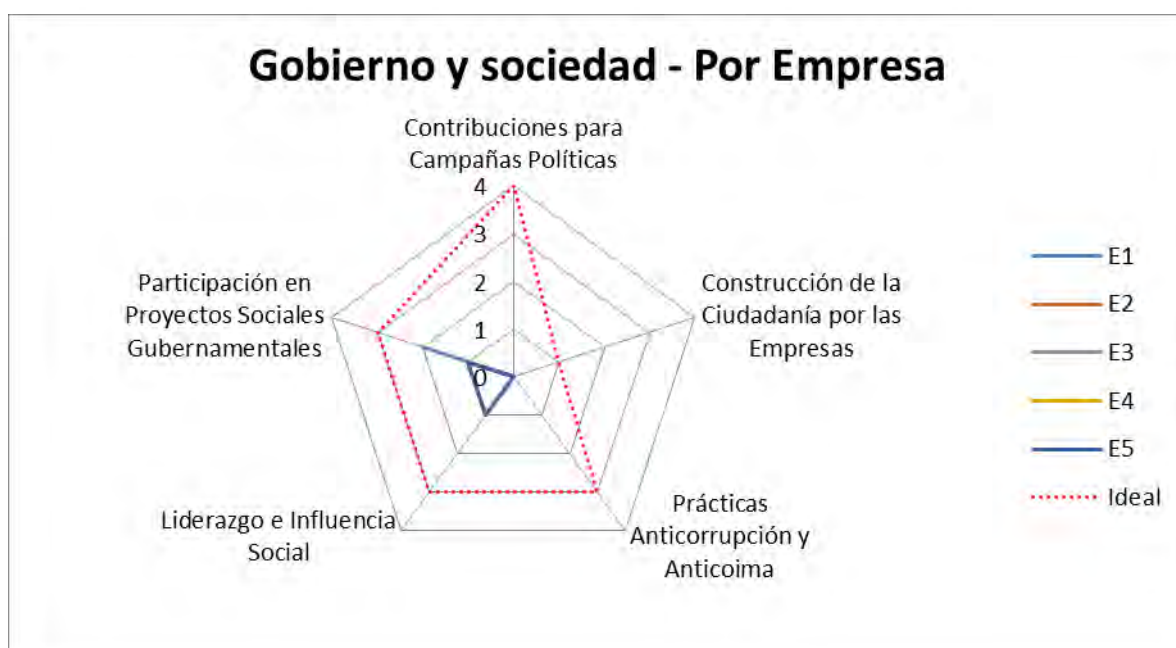 Gobierno y sociedad - Por Empresa
Contribuciones para
Campañas Políticas
4
3
2
1
0
Construcción de la
Ciudadanía por las
Empresas
Prácticas
Anticorrupción y
Anticoima
Liderazgo e Influencia
Social
Participación en
Proyectos Sociales
Gubernamentales
E1
E2
E3
E4
E5
Ideal